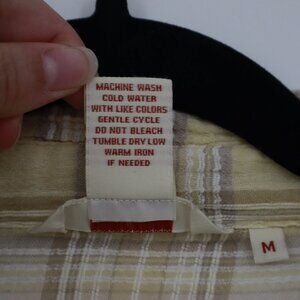 MACHINE WASH
COLD WATER
WITH LIKE COLORS
GENTLE CYCLE
DO NOT BLEACH
TUMBLE DRY LOW
WARM IRON
IF NEEDED
M